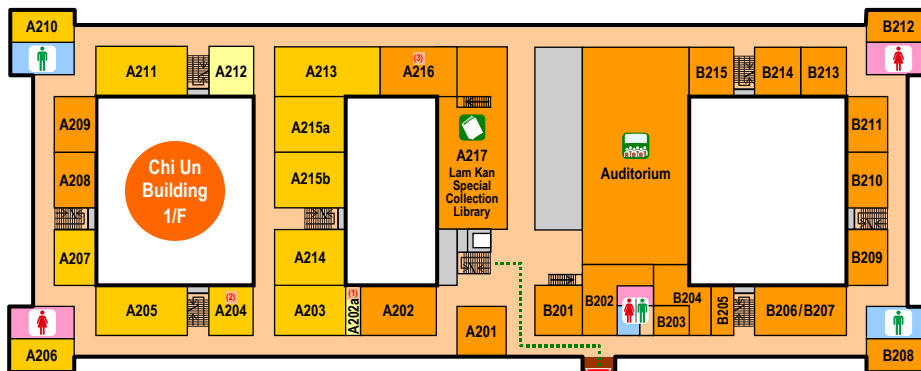 A210
B212
A211
A212
A213
(3)
A216
B215
B214
B213
A209
A215a
B211
A217
Lam Kan
Special
Collection
Library
Auditorium
Chi Un
Building
1/F
A208
A215b
B210
A207
A214
B209
A205
(2)
A204
A203
(1)
A202a
A202
A201
B201
B202
B204
B203
B205
B206/B207
A206
B208